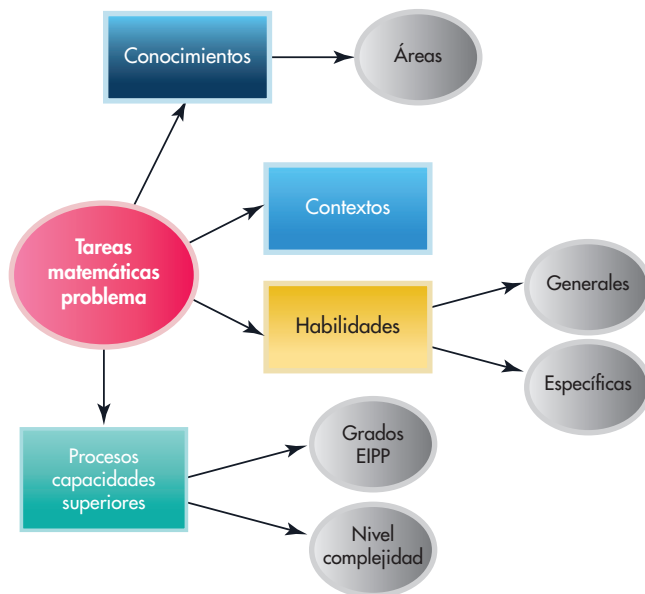 Conocimientos
Áreas
Contextos
Tareas
matemáticas
problema
Generales
Habilidades
Específicas
Procesos
capacidades
superiores
Grados
EIPP
Nivel
complejidad